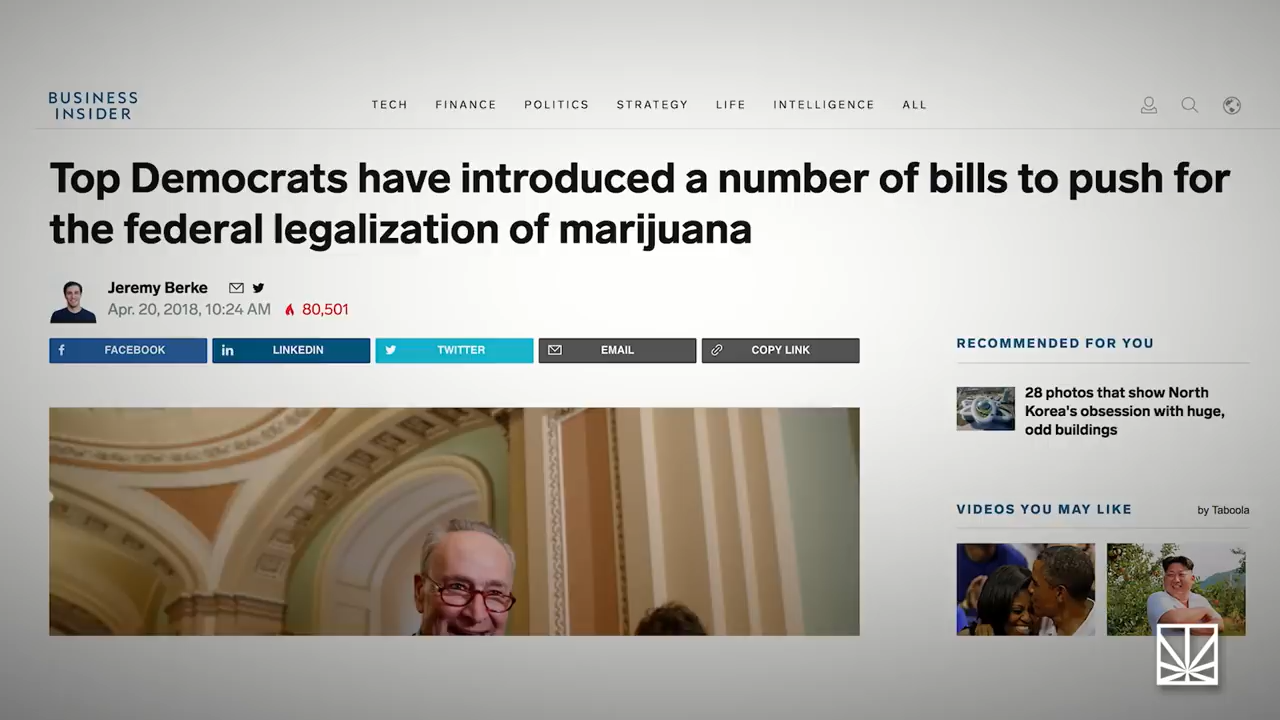 BUSINESS
INSIDER
TECH FINANCE POLITICS STRATEGY LIFE INTELLIGENCE ALL
Top Democrats have introduced a number of bills to push for
the federal legalization of marijuana
Jeremy Berke
Apr. 20, 2018, 10:24 AM 80,501
FACEBOOK
in LINKEDIN
TWITTER
EMAIL
COPY LINK
RECOMMENDED FOR YOU
28 photos that show North
Korea's obsession with huge,
odd buildings
VIDEOS YOU MAY LIKE by Taboola